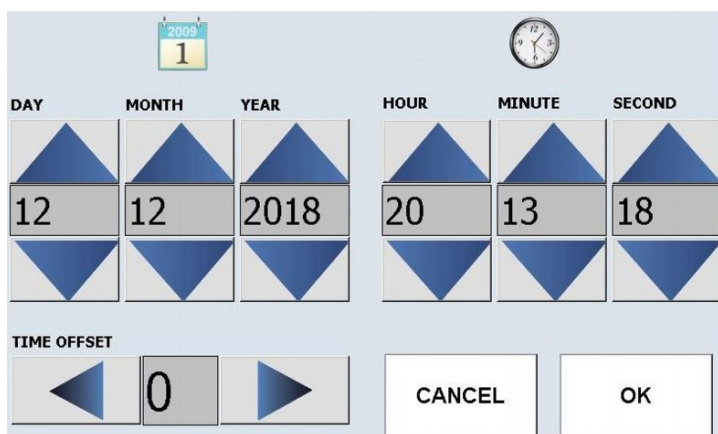 2009
1
DAY MONTH YEAR HOUR MINUTE SECOND
12 12 2018 20 13 18
TIME OFFSET
0
CANCEL OK